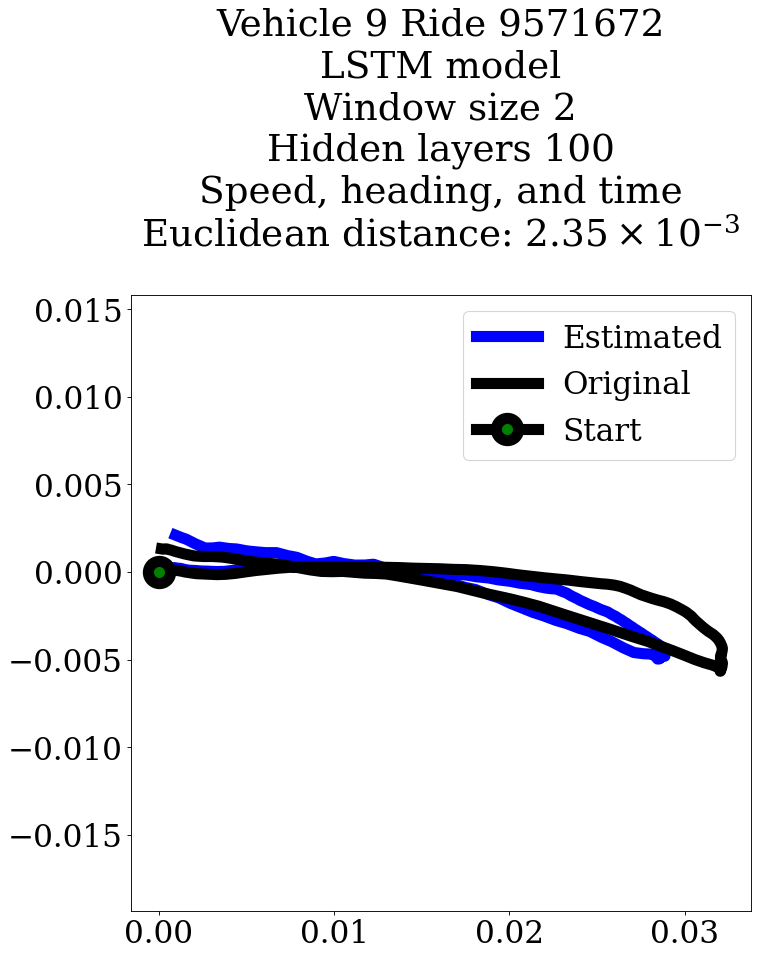 Vehicle 9 Ride 9571672
LSTM model
Window size 2
Hidden layers 100
Speed, heading, and time
Euclidean distance: 2.35 × 10⁻³
Estimated
Original
Start
0.015
0.010
0.005
0.000
−0.005
−0.010
−0.015
0.00 0.01 0.02 0.03